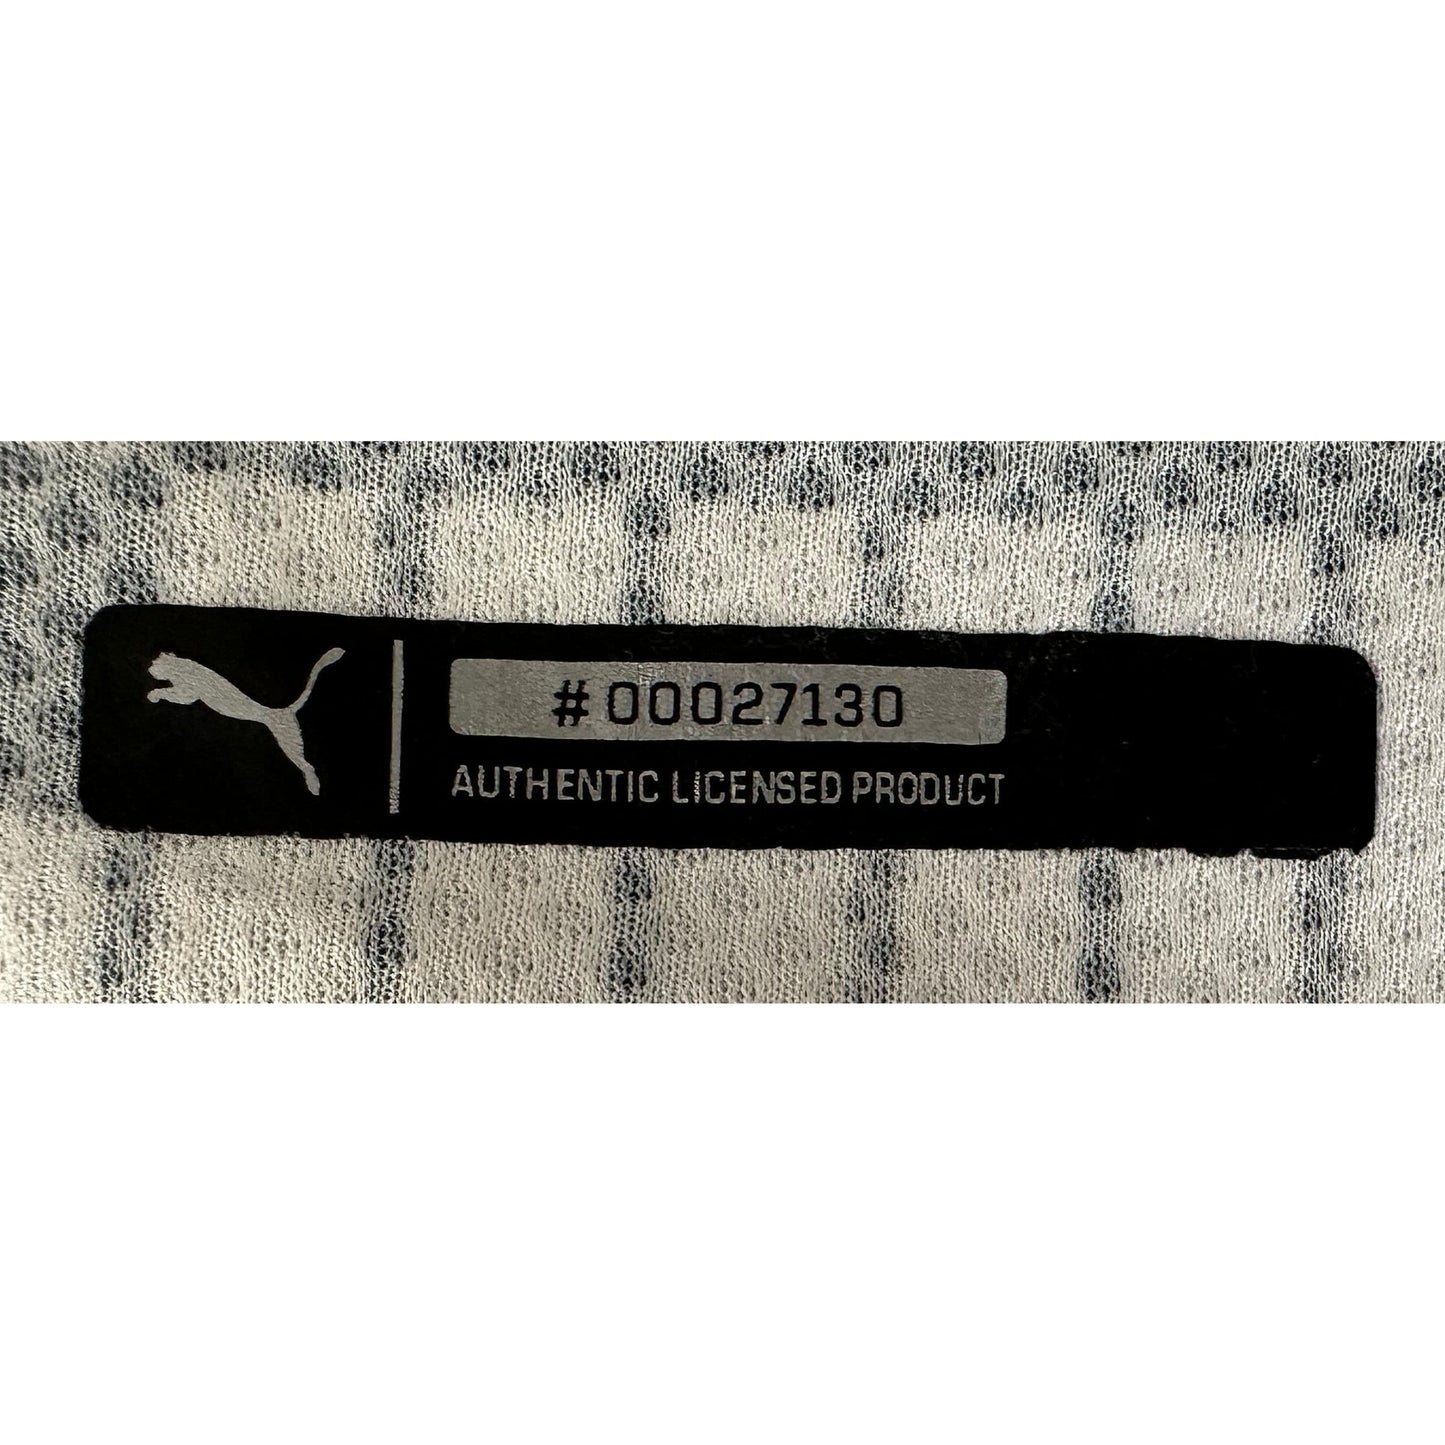 #00027130
AUTHENTIC LICENSED PRODUCT